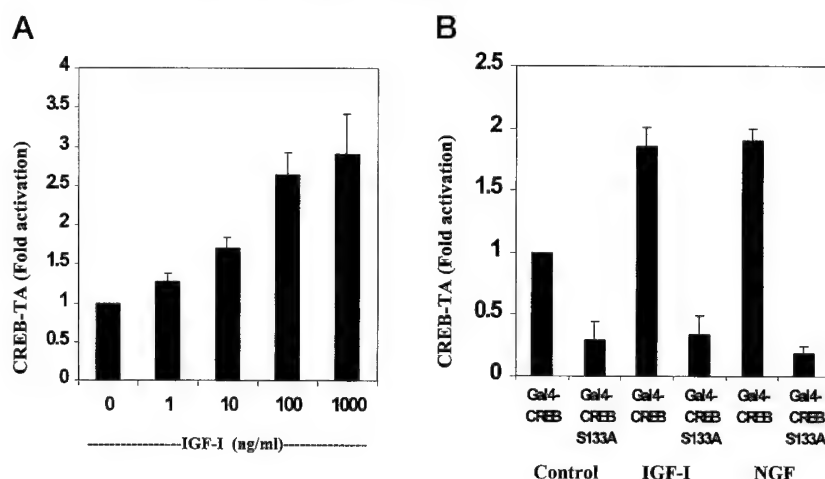 A
4
3.5
3
2.5
2
1.5
1
0.5
0
CREB-TA (Fold activation)
0 1 10 100 1000
IGF-I (ng/ml)
B
2.5
2
1.5
1
0.5
0
CREB-TA (Fold activation)
Gal4- Gal4- Gal4- Gal4- Gal4- Gal4-
CREB CREB CREB CREB CREB CREB
S133A S133A S133A
Control IGF-I NGF